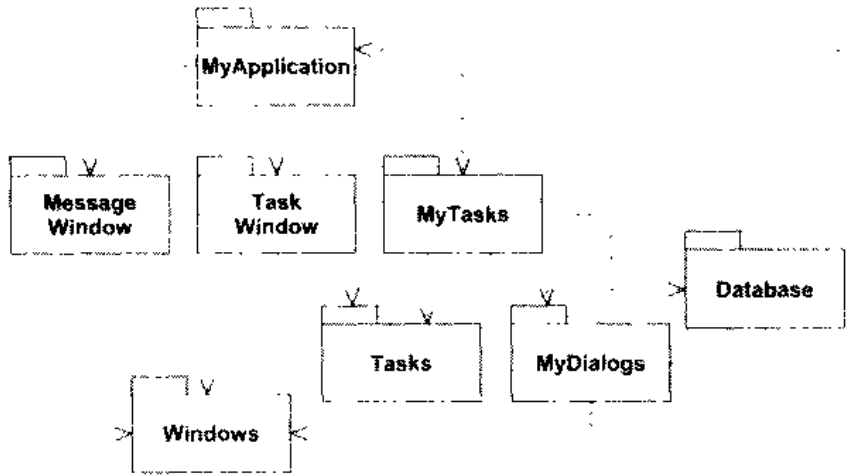 MyApplication
Message
Window
Task
Window
MyTasks
Database
Tasks
MyDialogs
Windows